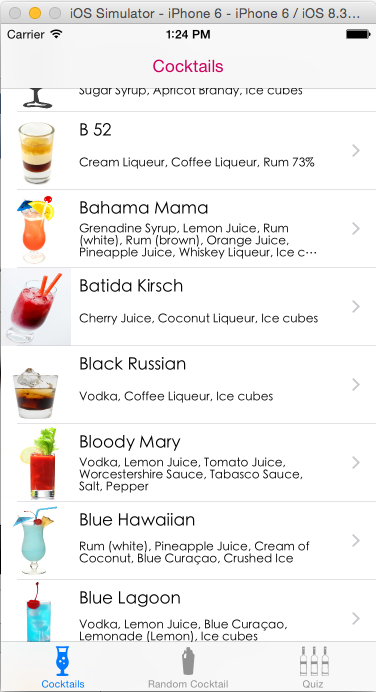 iOS Simulator - iPhone 6 - iPhone 6 / iOS 8.3...
Carrier 1:24 PM
Cocktails
Sugar Syrup, Apricot Brandy, Ice cubes
B 52
Cream Liqueur, Coffee Liqueur, Rum 73%
Bahama Mama
Grenadine Syrup, Lemon Juice, Rum
(white), Rum (brown), Orange Juice,
Pineapple Juice, Whiskey Liqueur, Ice c···
Batida Kirsch
Cherry Juice, Coconut Liqueur, Ice cubes
Black Russian
Vodka, Coffee Liqueur, Ice cubes
Bloody Mary
Vodka, Lemon Juice, Tomato Juice,
Worcestershire Sauce, Tabasco Sauce,
Salt, Pepper
Blue Hawaiian
Rum (white), Pineapple Juice, Cream of
Coconut, Blue Curaçao, Crushed Ice
Blue Lagoon
Vodka, Lemon Juice, Blue Curaçao,
Lemonade (Lemon), Ice cubes
Cocktails Random Cocktail Quiz